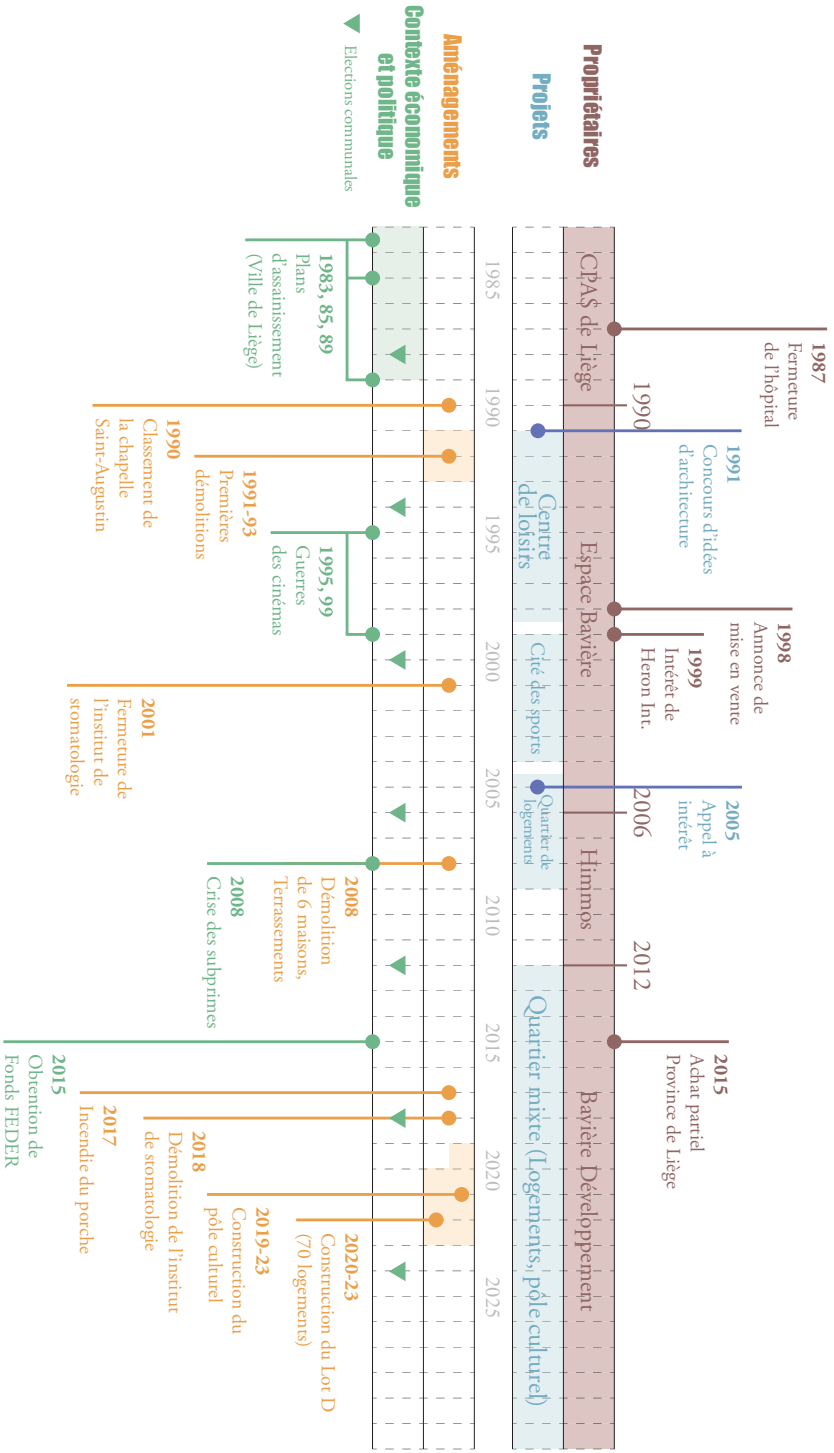 1987
Fermeture
de l'hôpital
1991
Concours d'idées
d'architecture
1998
Annonce de
mise en vente
1999
Intérêt de
Heron Int.
2005
Appel à
intérêt
2015
Achat partiel
Province de Liège
1990
2006
2012
Propriétaires
CPAS de Liège
Espace Bavière
Himmos
Bavière Développement
Projets
Centre
de loisirs
Cité des sports
Quartier de
logements
Quartier mixte (Logements, pôle culturel)
1985
1990
1995
2000
2005
2010
2015
2020
2025
Aménagements
Contexte économique
et politique
Elections communales
1983, 85, 89
Plans
d'assainissement
(Ville de Liège)
1990
Classement de
la chapelle
Saint-Augustin
1991-93
Premières
démolitions
1995, 99
Guerres
des cinémas
2001
Fermeture de
l'institut de
stomatologie
2008
Démolition
de 6 maisons,
Terrassements
2008
Crise des subprimes
2015
Obtention de
Fonds FEDER
2017
Incendie du porche
2018
Démolition de l'institut
de stomatologie
2019-23
Construction du
pôle culturel
2020-23
Construction du Lot D
(70 logements)